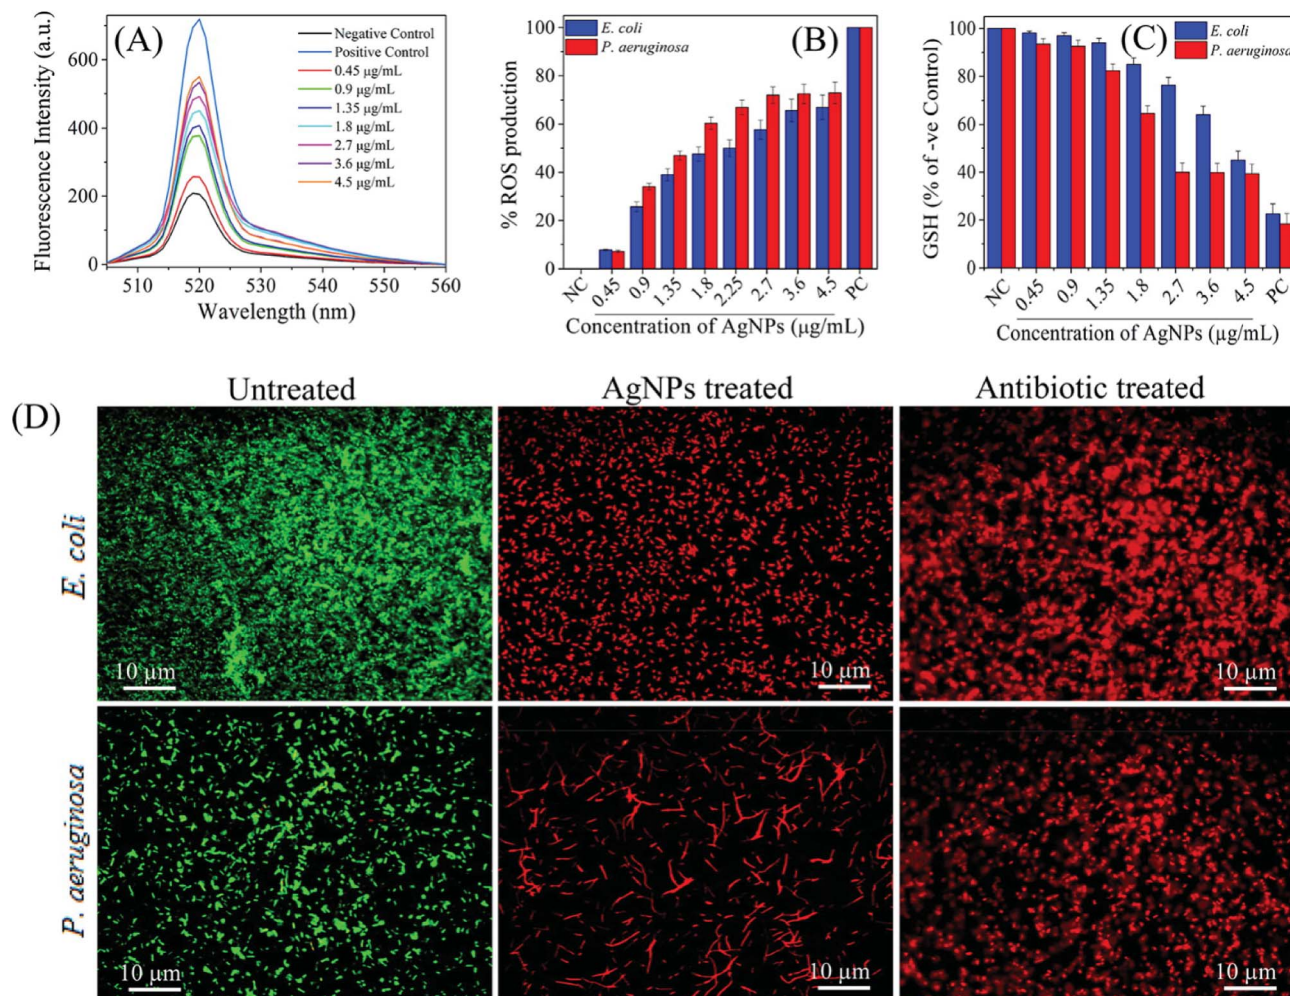 (A)
Fluorescence Intensity (a.u.)
600
400
200
0
510 520 530 540 550 560
Wavelength (nm)
Negative Control
Positive Control
0.45 µg/mL
0.9 µg/mL
1.35 µg/mL
1.8 µg/mL
2.7 µg/mL
3.6 µg/mL
4.5 µg/mL
(B)
% ROS production
100
80
60
40
20
0
E. coli
P. aeruginosa
NC 0.45 0.9 1.35 1.8 2.25 2.7 3.6 4.5 PC
Concentration of AgNPs (µg/mL)
(C)
GSH (% of -ve Control)
100
80
60
40
20
0
E. coli
P. aeruginosa
NC 0.45 0.9 1.35 1.8 2.7 3.6 4.5 PC
Concentration of AgNPs (µg/mL)
(D)
Untreated AgNPs treated Antibiotic treated
E. coli
10 µm 10 µm 10 µm
P. aeruginosa
10 µm 10 µm 10 µm